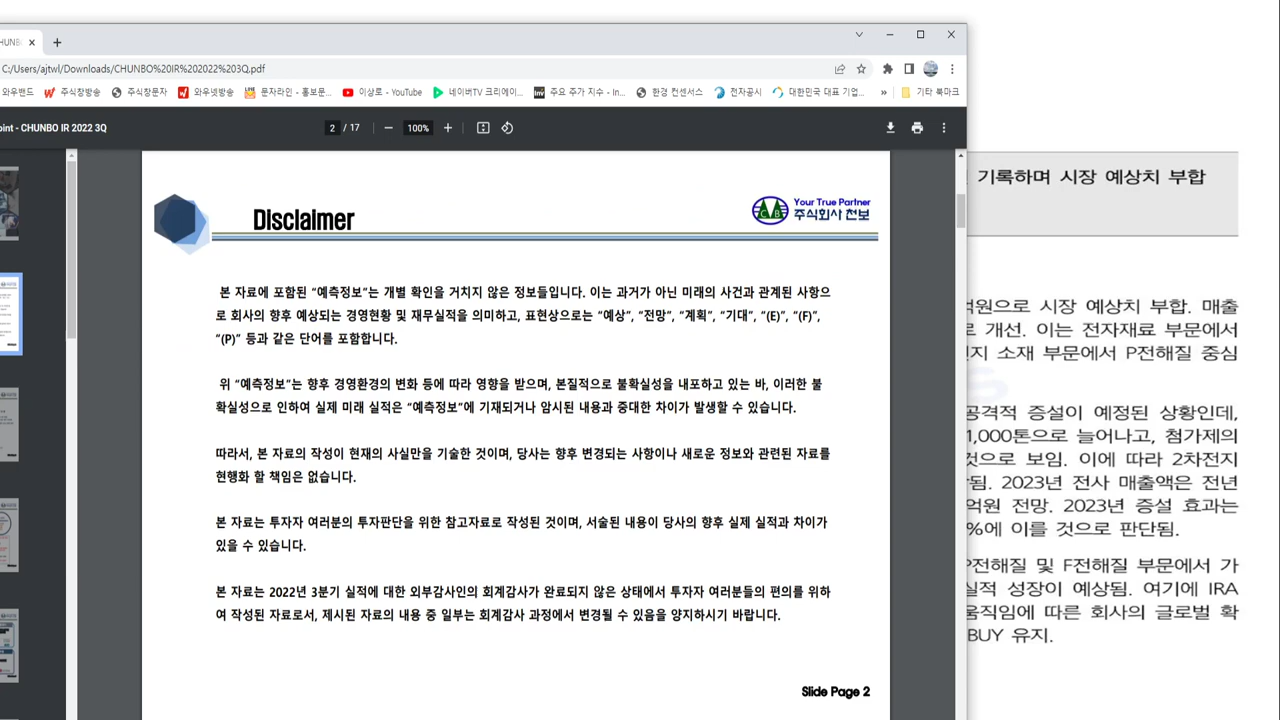 C:/Users/ajtwl/Downloads/CHUNBO%20IR%202022%203Q.pdf
와우밴드 주식창방송 주식창문자 와우넷방송 문자라인 - 홍보문... 이상로 - YouTube 네이버TV 크리에이... 주요 주가 지수 - In... 한경 컨센서스 전자공시 대한민국 대표 기업... » 기타 북마크
oint - CHUNBO IR 2022 3Q
2 / 17 100%
Disclaimer
Your True Partner
주식회사 천보
CMB
본 자료에 포함된 “예측정보”는 개별 확인을 거치지 않은 정보들입니다. 이는 과거가 아닌 미래의 사건과 관계된 사항으
로 회사의 향후 예상되는 경영현황 및 재무실적을 의미하고, 표현상으로는 “예상”, “전망”, “계획”, “기대”, “(E)”, “(F)”,
“(P)” 등과 같은 단어를 포함합니다.
위 “예측정보”는 향후 경영환경의 변화 등에 따라 영향을 받으며, 본질적으로 불확실성을 내포하고 있는 바, 이러한 불
확실성으로 인하여 실제 미래 실적은 “예측정보”에 기재되거나 암시된 내용과 중대한 차이가 발생할 수 있습니다.
따라서, 본 자료의 작성이 현재의 사실만을 기술한 것이며, 당사는 향후 변경되는 사항이나 새로운 정보와 관련된 자료를
현행화 할 책임은 없습니다.
본 자료는 투자자 여러분의 투자판단을 위한 참고자료로 작성된 것이며, 서술된 내용이 당사의 향후 실제 실적과 차이가
있을 수 있습니다.
본 자료는 2022년 3분기 실적에 대한 외부감사인의 회계감사가 완료되지 않은 상태에서 투자자 여러분들의 편의를 위하
여 작성된 자료로서, 제시된 자료의 내용 중 일부는 회계감사 과정에서 변경될 수 있음을 양지하시기 바랍니다.
Slide Page 2
기록하며 시장 예상치 부합
억원으로 시장 예상치 부합. 매출
로 개선. 이는 전자재료 부문에서
지 소재 부문에서 P전해질 중심
공격적 증설이 예정된 상황인데,
1,000톤으로 늘어나고, 첨가제의
것으로 보임. 이에 따라 2차전지
됨. 2023년 전사 매출액은 전년
억원 전망. 2023년 증설 효과는
%에 이를 것으로 판단됨.
P전해질 및 F전해질 부문에서 가
실적 성장이 예상됨. 여기에 IRA
움직임에 따른 회사의 글로벌 확
BUY 유지.